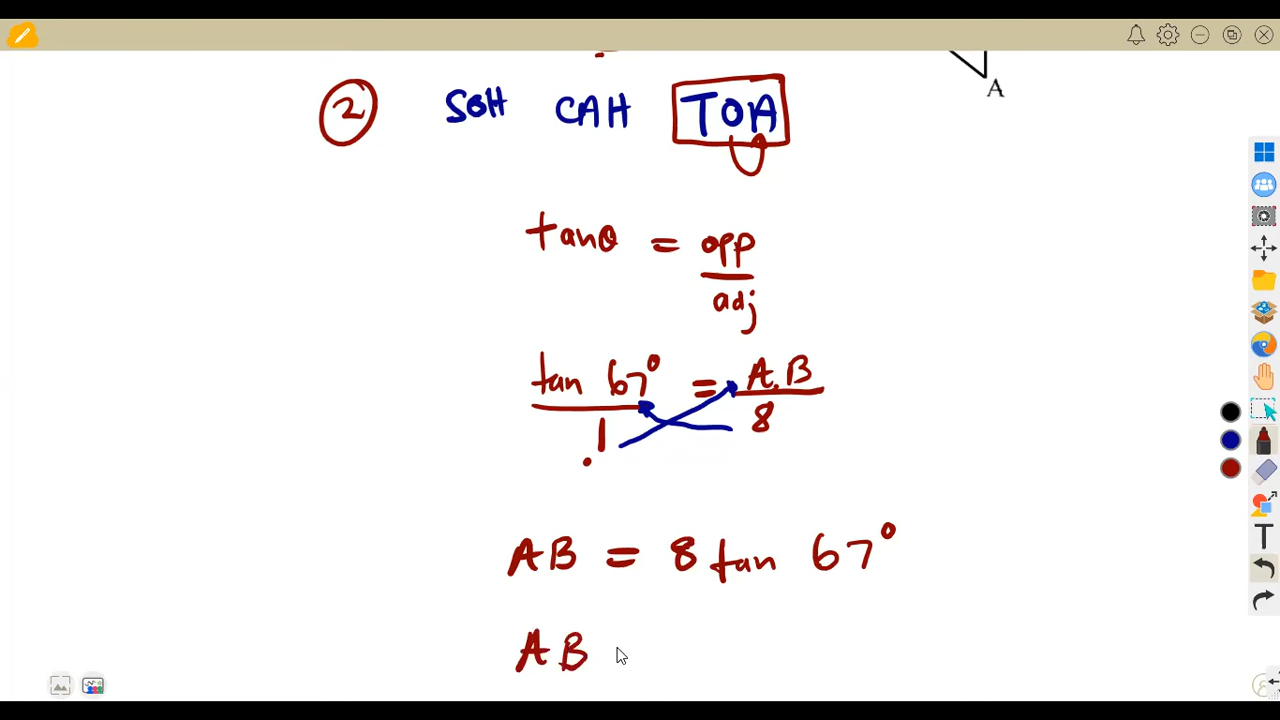 A
2 SOH CAH TOA
tanθ = opp
adj
tan 67° = AB
1 8
AB = 8 tan 67°
AB
T